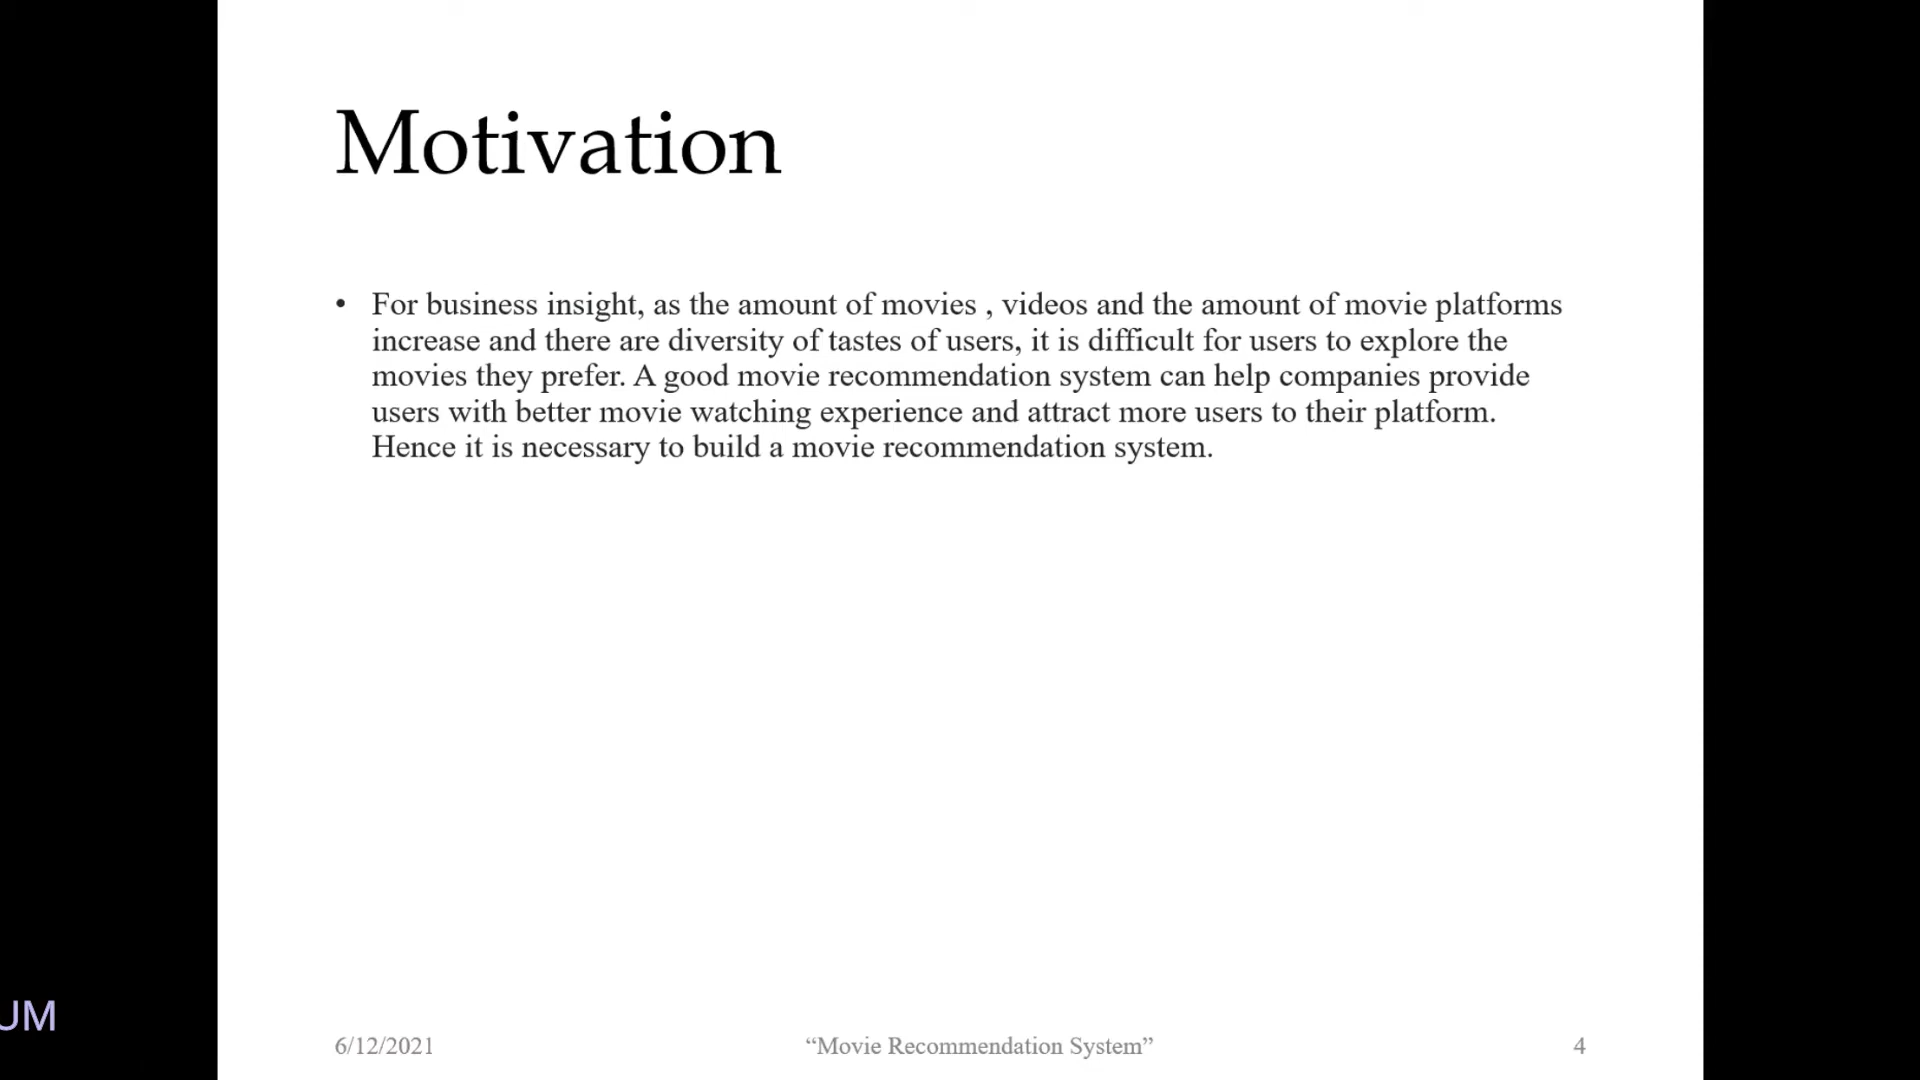 Motivation
• For business insight, as the amount of movies , videos and the amount of movie platforms
increase and there are diversity of tastes of users, it is difficult for users to explore the
movies they prefer. A good movie recommendation system can help companies provide
users with better movie watching experience and attract more users to their platform.
Hence it is necessary to build a movie recommendation system.
UM
6/12/2021
“Movie Recommendation System”
4